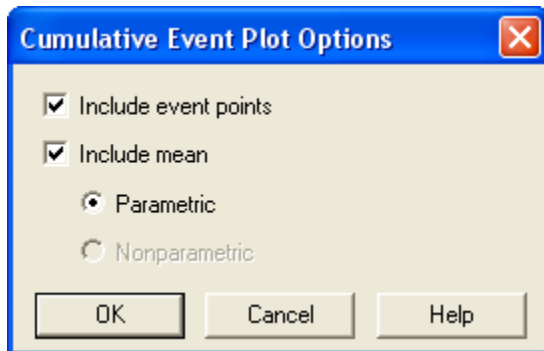 Cumulative Event Plot Options
Include event points
Include mean
Parametric
Nonparametric
OK Cancel Help